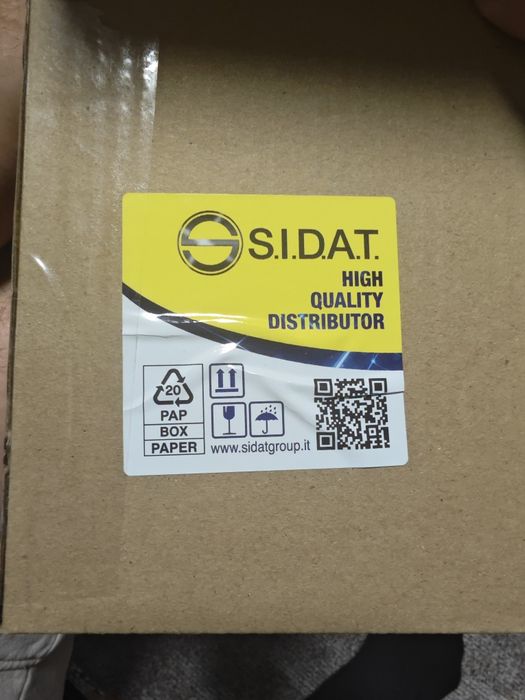 S.I.D.A.T.
HIGH
QUALITY
DISTRIBUTOR
20
PAP
BOX
PAPER
www.sidatgroup.it